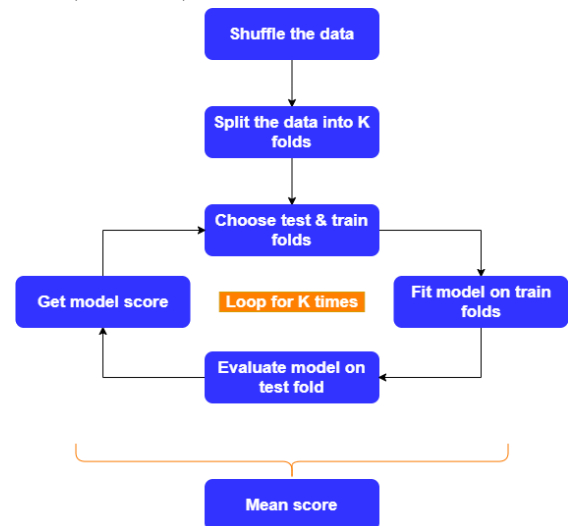 Shuffle the data
Split the data into K
folds
Choose test & train
folds
Get model score
Loop for K times
Fit model on train
folds
Evaluate model on
test fold
Mean score